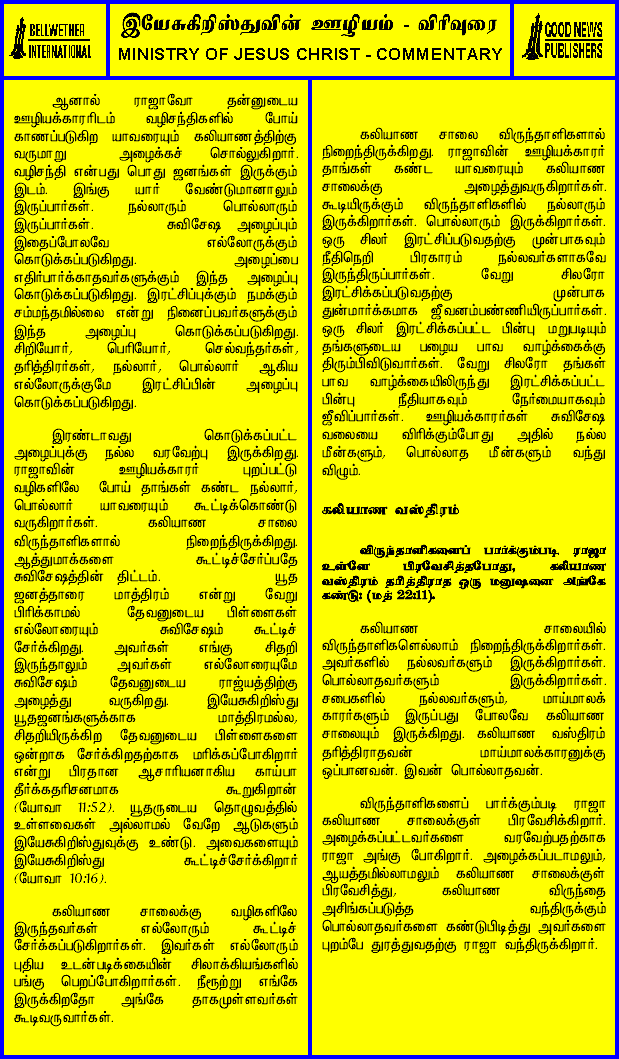 BELLWETHER
INTERNATIONAL
இயேசுகிறிஸ்துவின் ஊழியம் - விரிவுரை
MINISTRY OF JESUS CHRIST - COMMENTARY
GOOD NEWS
PUBLISHERS
ஆனால் ராஜாவோ தன்னுடைய
ஊழியக்காரரிடம் வழிசந்திகளில் போய்
காணப்படுகிற யாவரையும் கலியாணத்திற்கு
வருமாறு அழைக்கச் சொல்லுகிறார்.
வழிசந்தி என்பது பொது ஜனங்கள் இருக்கும்
இடம். இங்கு யார் வேண்டுமானாலும்
இருப்பார்கள். நல்லாரும் பொல்லாரும்
இருப்பார்கள். சுவிசேஷ அழைப்பும்
இதைப்போலவே எல்லோருக்கும்
கொடுக்கப்படுகிறது. அழைப்பை
எதிர்பார்க்காதவர்களுக்கும் இந்த அழைப்பு
கொடுக்கப்படுகிறது. இரட்சிப்புக்கும் நமக்கும்
சம்மந்தமில்லை என்று நினைப்பவர்களுக்கும்
இந்த அழைப்பு கொடுக்கப்படுகிறது.
சிறியோர், பெரியோர், செல்வந்தர்கள்,
தரித்திரர்கள், நல்லார், பொல்லார் ஆகிய
எல்லோருக்குமே இரட்சிப்பின் அழைப்பு
கொடுக்கப்படுகிறது.
இரண்டாவது கொடுக்கப்பட்ட
அழைப்புக்கு நல்ல வரவேற்பு இருக்கிறது.
ராஜாவின் ஊழியக்காரர் புறப்பட்டு
வழிகளிலே போய் தாங்கள் கண்ட நல்லார்,
பொல்லார் யாவரையும் கூட்டிக்கொண்டு
வருகிறார்கள். கலியாண சாலை
விருந்தாளிகளால் நிறைந்திருக்கிறது.
ஆத்துமாக்களை கூட்டிச்சேர்ப்பதே
சுவிசேஷத்தின் திட்டம். யூத
ஜனத்தாரை மாத்திரம் என்று வேறு
பிரிக்காமல் தேவனுடைய பிள்ளைகள்
எல்லோரையும் சுவிசேஷம் கூட்டிச்
சேர்க்கிறது. அவர்கள் எங்கு சிதறி
இருந்தாலும் அவர்கள் எல்லோரையுமே
சுவிசேஷம் தேவனுடைய ராஜ்யத்திற்கு
அழைத்து வருகிறது. இயேசுகிறிஸ்து
யூதஜனங்களுக்காக மாத்திரமல்ல,
சிதறியிருக்கிற தேவனுடைய பிள்ளைகளை
ஒன்றாக சேர்க்கிறதற்காக மரிக்கப்போகிறார்
என்று பிரதான ஆசாரியனாகிய காய்பா
தீர்க்கதரிசனமாக கூறுகிறான்
(யோவா 11:52). யூதருடைய தொழுவத்தில்
உள்ளவைகள் அல்லாமல் வேறே ஆடுகளும்
இயேசுகிறிஸ்துவுக்கு உண்டு. அவைகளையும்
இயேசுகிறிஸ்து கூட்டிச்சேர்க்கிறார்
(யோவா 10:16).
கலியாண சாலைக்கு வழிகளிலே
இருந்தவர்கள் எல்லோரும் கூட்டிச்
சேர்க்கப்படுகிறார்கள். இவர்கள் எல்லோரும்
புதிய உடன்படிக்கையின் சிலாக்கியங்களில்
பங்கு பெறப்போகிறார்கள். நீரூற்று எங்கே
இருக்கிறதோ அங்கே தாகமுள்ளவர்கள்
கூடிவருவார்கள்.
கலியாண சாலை விருந்தாளிகளால்
நிறைந்திருக்கிறது. ராஜாவின் ஊழியக்காரர்
தாங்கள் கண்ட யாவரையும் கலியாண
சாலைக்கு அழைத்துவருகிறார்கள்.
கூடியிருக்கும் விருந்தாளிகளில் நல்லாரும்
இருக்கிறார்கள். பொல்லாரும் இருக்கிறார்கள்.
ஒரு சிலர் இரட்சிப்படுவதற்கு முன்பாகவும்
நீதிநெறி பிரகாரம் நல்லவர்களாகவே
இருந்திருப்பார்கள். வேறு சிலரோ
இரட்சிக்கப்படுவதற்கு முன்பாக
துன்மார்க்கமாக ஜீவனம்பண்ணியிருப்பார்கள்.
ஒரு சிலர் இரட்சிக்கப்பட்ட பின்பு மறுபடியும்
தங்களுடைய பழைய பாவ வாழ்க்கைக்கு
திரும்பிவிடுவார்கள். வேறு சிலரோ தங்கள்
பாவ வாழ்க்கையிலிருந்து இரட்சிக்கப்பட்ட
பின்பு நீதியாகவும் நேர்மையாகவும்
ஜீவிப்பார்கள். ஊழியக்காரர்கள் சுவிசேஷ
வலையை விரிக்கும்போது அதில் நல்ல
மீன்களும், பொல்லாத மீன்களும் வந்து
விழும்.
கலியாண வஸ்திரம்
விருந்தாளிகளைப் பார்க்கும்படி ராஜா
உள்ளே பிரவேசித்தபோது, கலியாண
வஸ்திரம் தரித்திராத ஒரு மனுஷனை அங்கே
கண்டு: (மத் 22:11).
கலியாண சாலையில்
விருந்தாளிகளெல்லாம் நிறைந்திருக்கிறார்கள்.
அவர்களில் நல்லவர்களும் இருக்கிறார்கள்.
பொல்லாதவர்களும் இருக்கிறார்கள்.
சபைகளில் நல்லவர்களும், மாய்மாலக்
காரர்களும் இருப்பது போலவே கலியாண
சாலையும் இருக்கிறது. கலியாண வஸ்திரம்
தரித்திராதவன் மாய்மாலக்காரனுக்கு
ஒப்பானவன். இவன் பொல்லாதவன்.
விருந்தாளிகளைப் பார்க்கும்படி ராஜா
கலியாண சாலைக்குள் பிரவேசிக்கிறார்.
அழைக்கப்பட்டவர்களை வரவேற்பதற்காக
ராஜா அங்கு போகிறார். அழைக்கப்படாமலும்,
ஆயத்தமில்லாமலும் கலியாண சாலைக்குள்
பிரவேசித்து, கலியாண விருந்தை
அசிங்கப்படுத்த வந்திருக்கும்
பொல்லாதவர்களை கண்டுபிடித்து அவர்களை
புறம்பே துரத்துவதற்கு ராஜா வந்திருக்கிறார்.